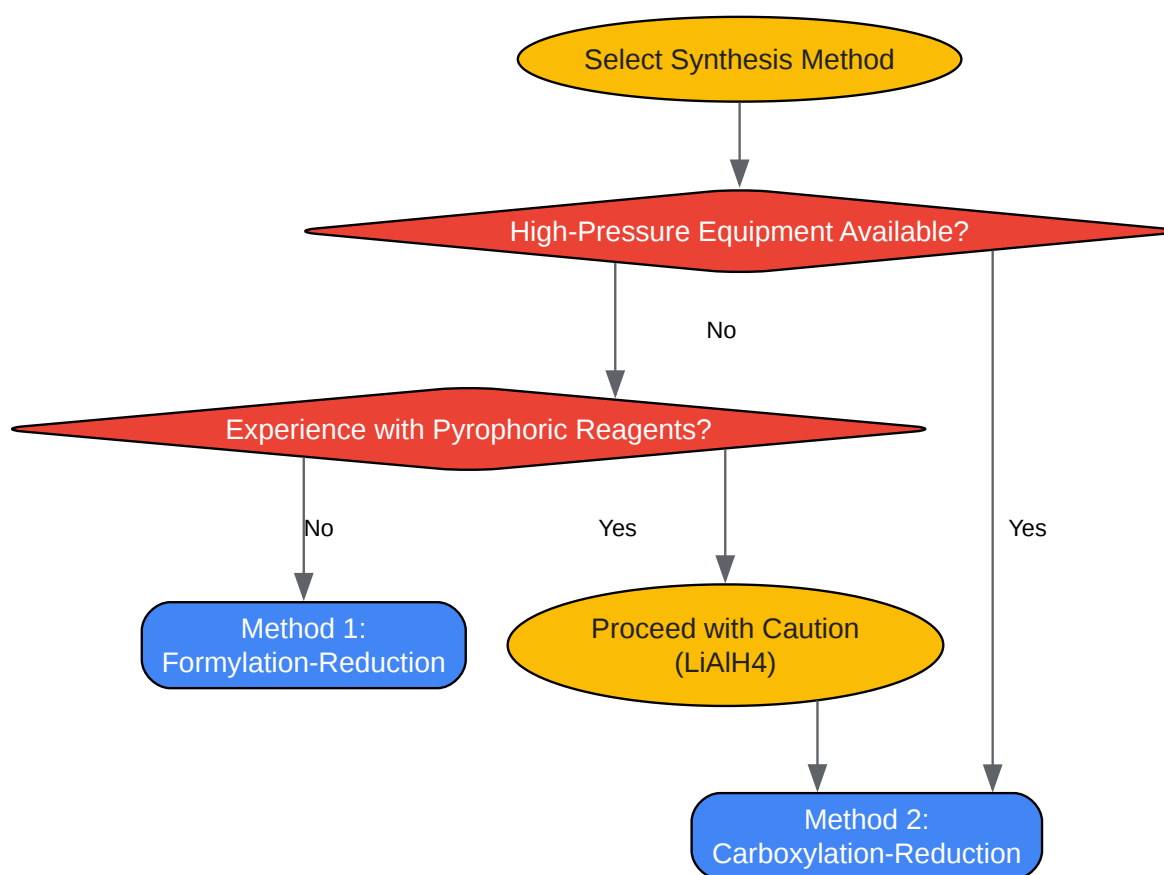 Select Synthesis Method
High-Pressure Equipment Available?
No
Experience with Pyrophoric Reagents?
No
Yes
Yes
Method 1:
Formylation-Reduction
Proceed with Caution
(LiAlH4)
Method 2:
Carboxylation-Reduction